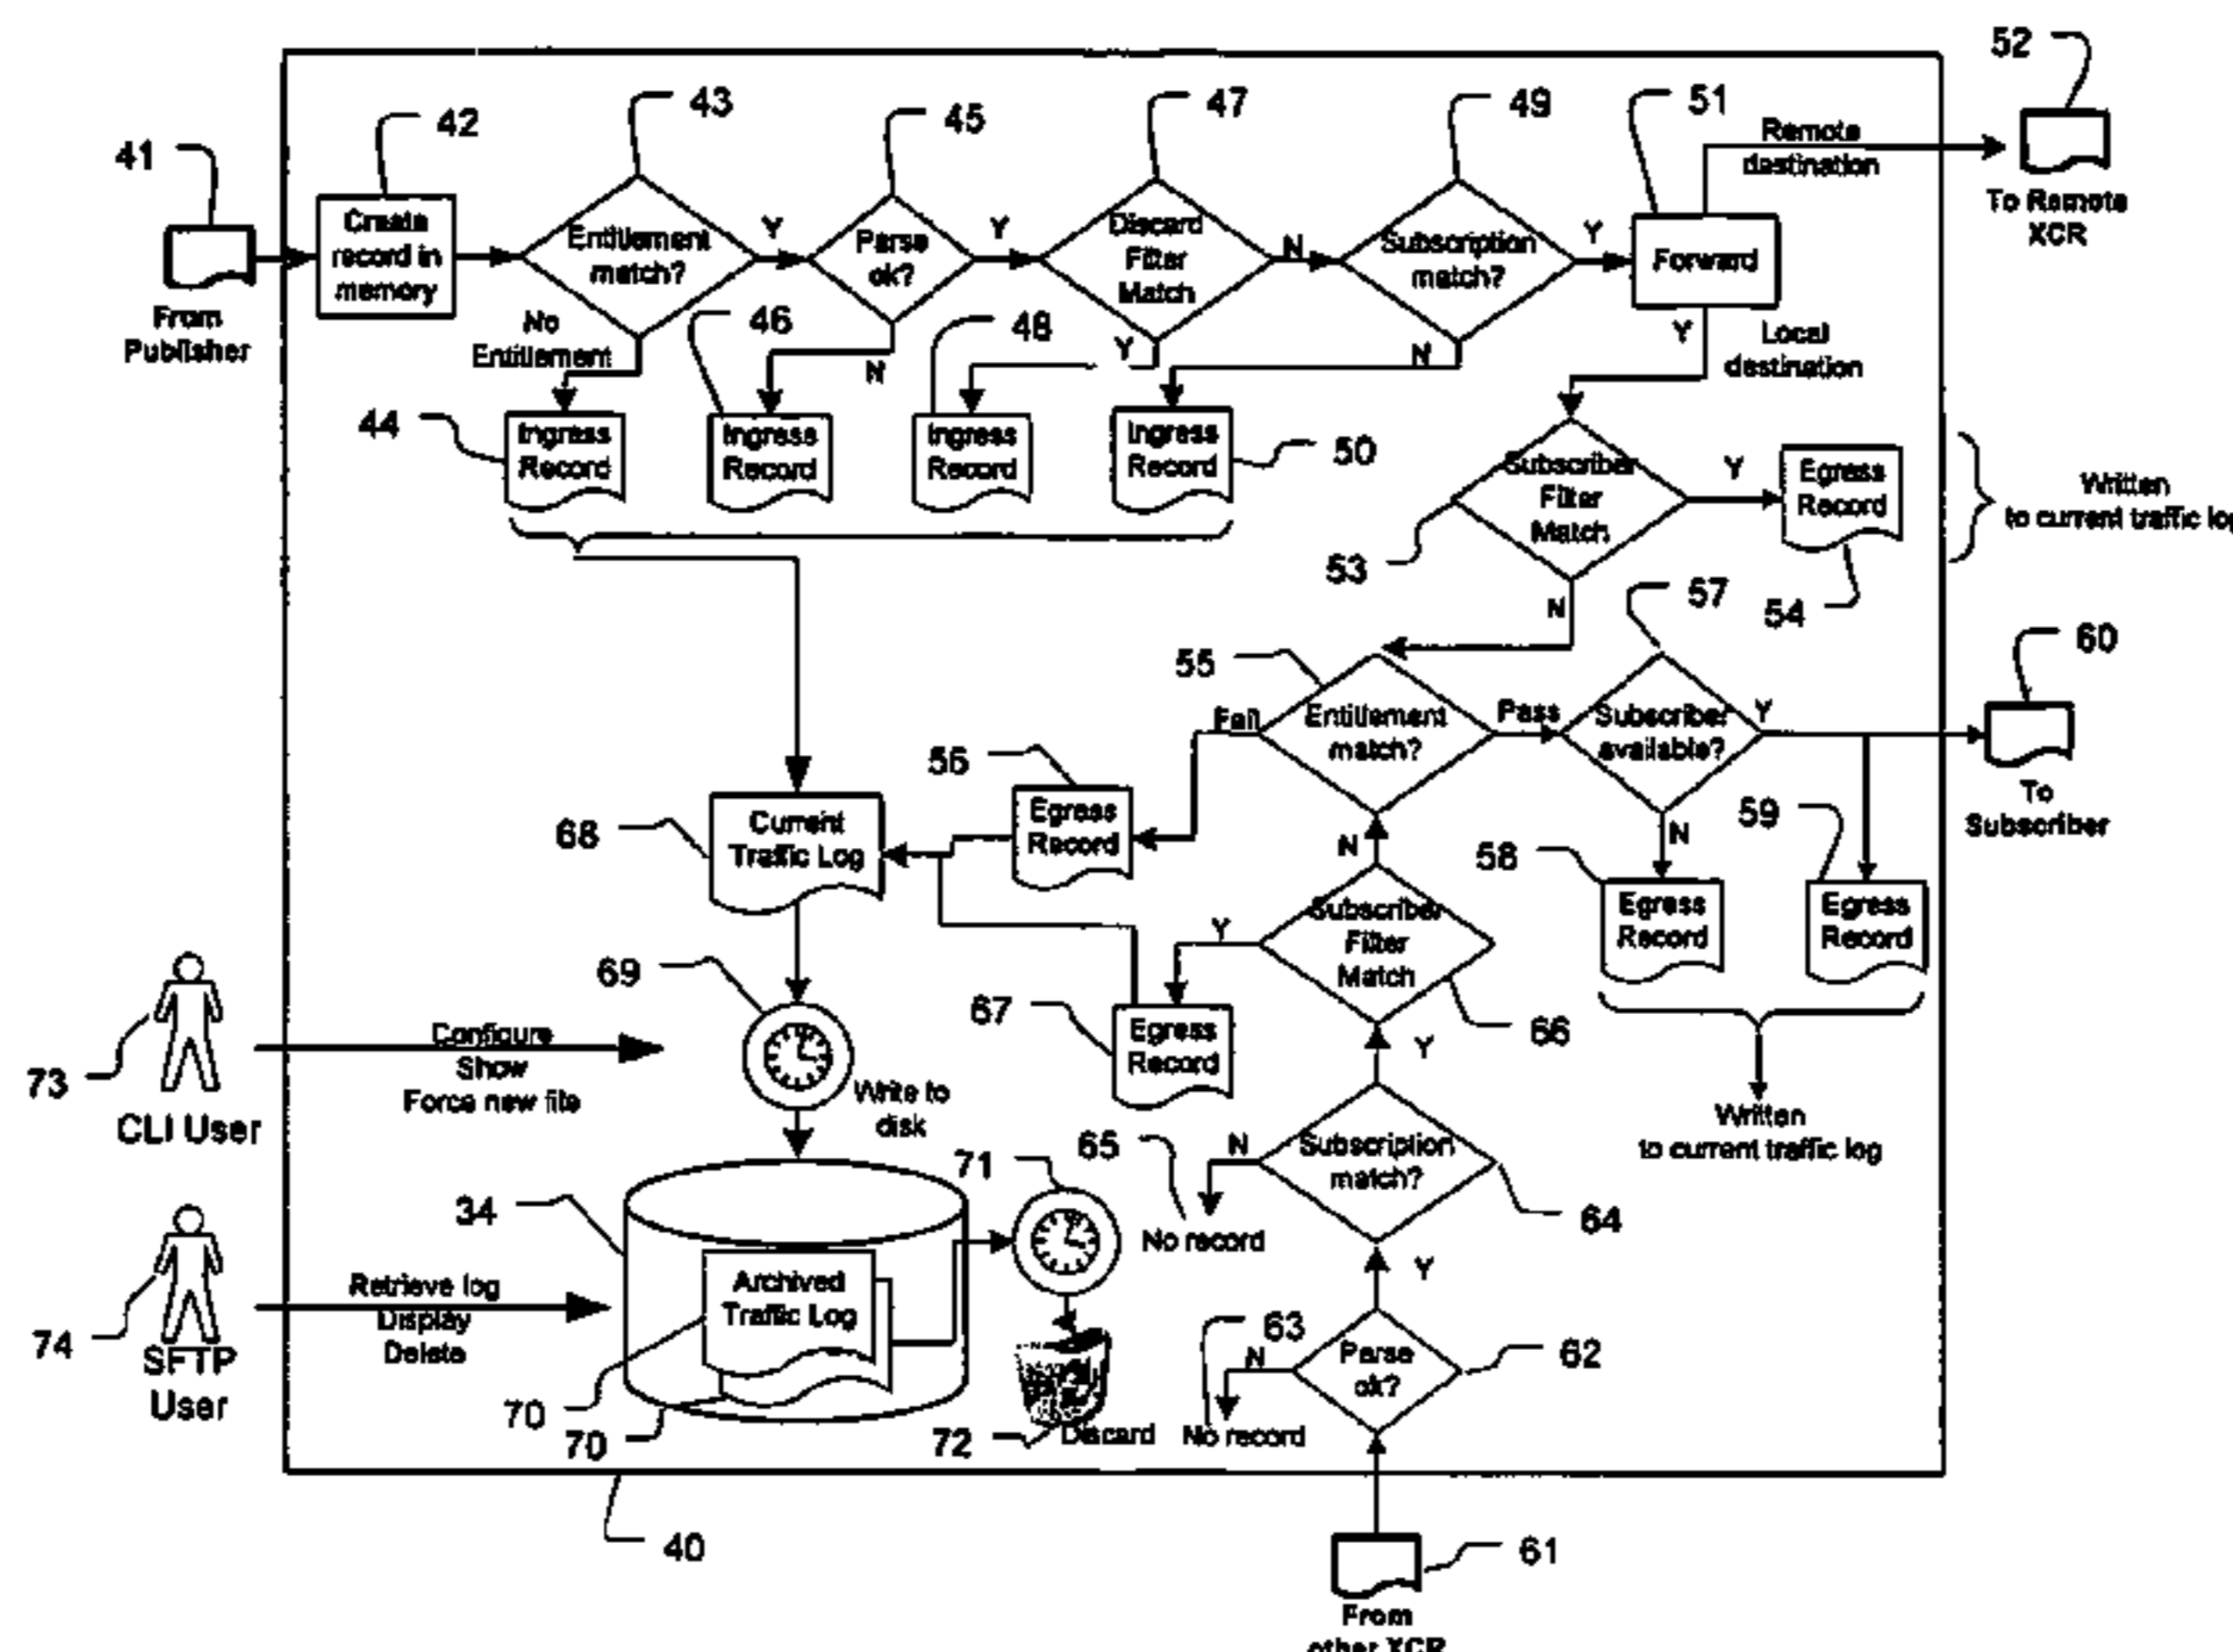 52
43
45
47
49
51
42
41
Remote
destination
To Remote
XCR
Create
record in
memory
Entitlement
match?
Y
Parse
ok?
Y
Discard
Filter
Match
N
Subscription
match?
Y
Forward
From
Publisher
No
Entitlement
46
N
48
Y
N
Y
Local
destination
44
Ingress
Record
Ingress
Record
Ingress
Record
Ingress
Record
50
Subscriber
Filter
Match
Y
Egress
Record
Written
to current traffic log
53
54
N
57
60
55
Fail
Entitlement
match?
Pass
Subscriber
available?
Y
To
Subscriber
56
Egress
Record
68
Current
Traffic Log
N
N
58
59
Egress
Record
Egress
Record
Subscriber
Filter
Match
Y
66
69
67
Egress
Record
Y
Written
to current traffic log
73
CLI User
Configure
Show
Force new file
Write to
disk
65
N
No record
Subscription
match?
64
Y
71
34
74
SFTP
User
Retrieve log
Display
Delete
Archived
Traffic Log
70
70
72
Discard
63
N
No record
Parse
ok?
62
40
61
From
other XCR